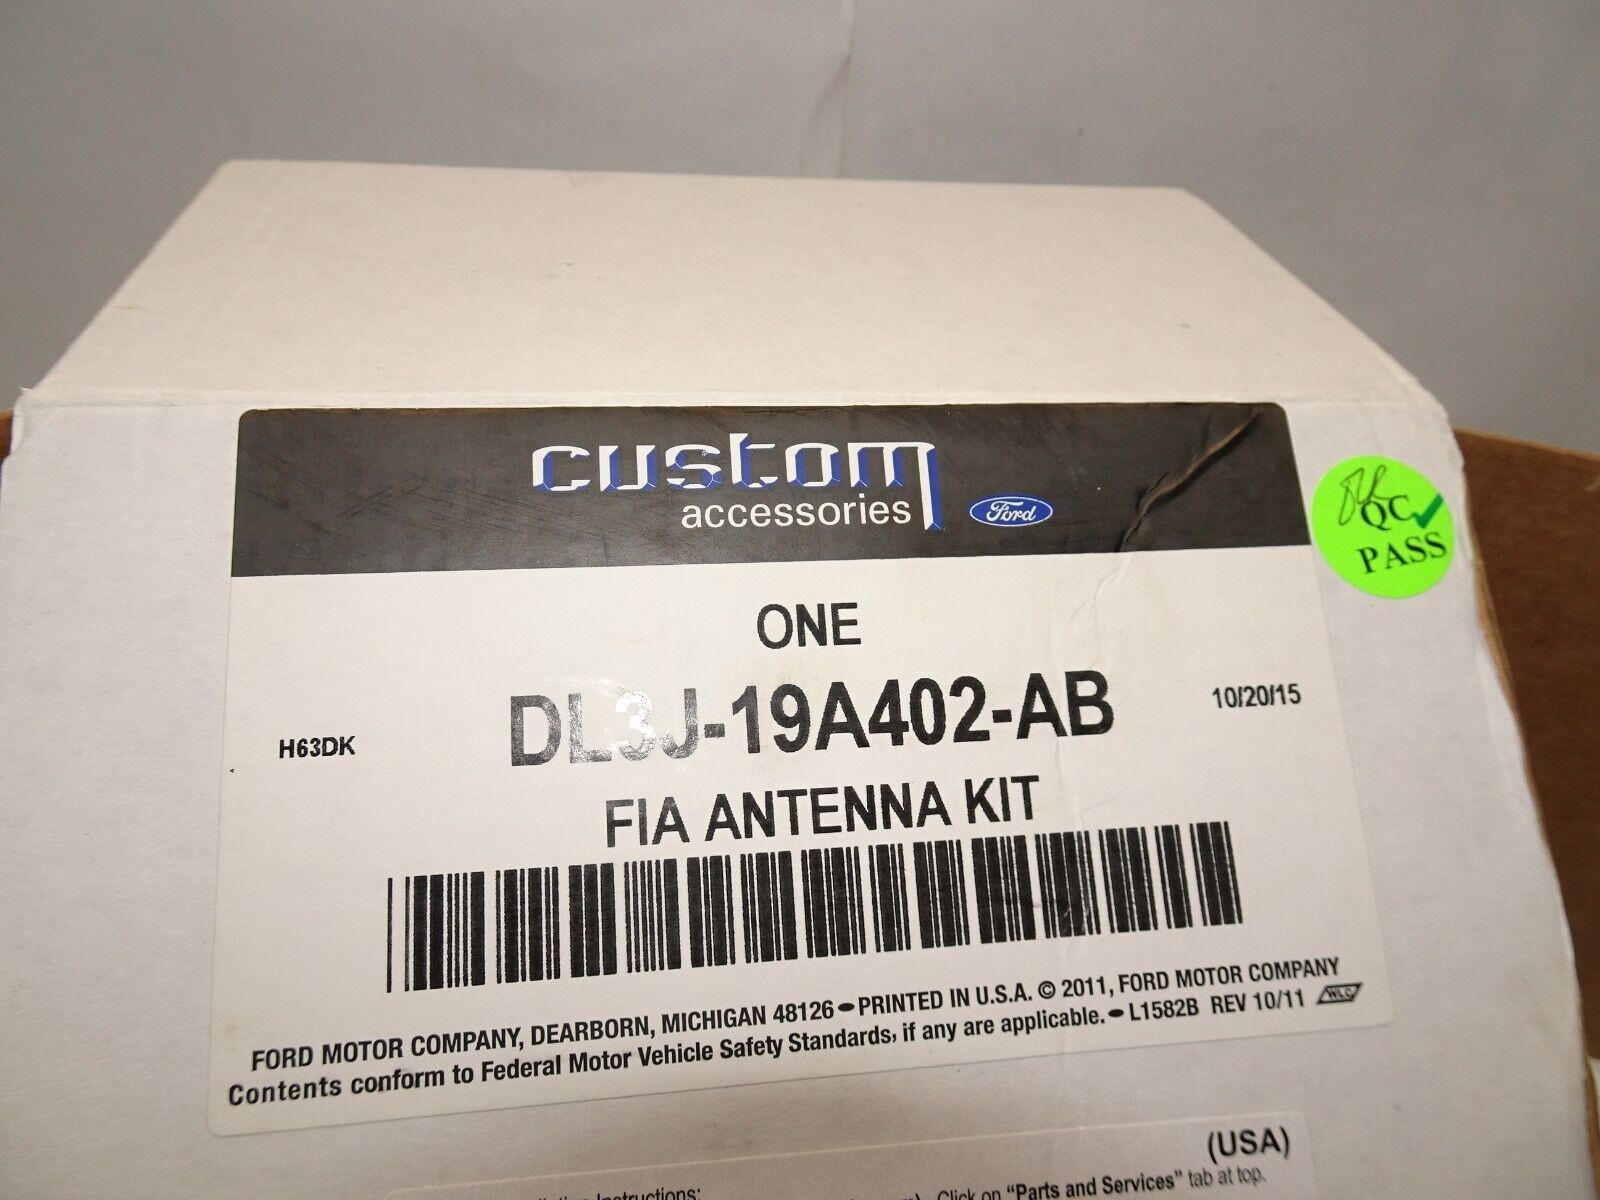 custom
accessories
Ford
QC
PASS
ONE
DL3J-19A402-AB
10/20/15
H63DK
FIA ANTENNA KIT
FORD MOTOR COMPANY, DEARBORN, MICHIGAN 48126 • PRINTED IN U.S.A. © 2011, FORD MOTOR COMPANY
Contents conform to Federal Motor Vehicle Safety Standards, if any are applicable. • L1582B REV 10/11 WLC
(USA)
Instructions: Click on "Parts and Services" tab at top.